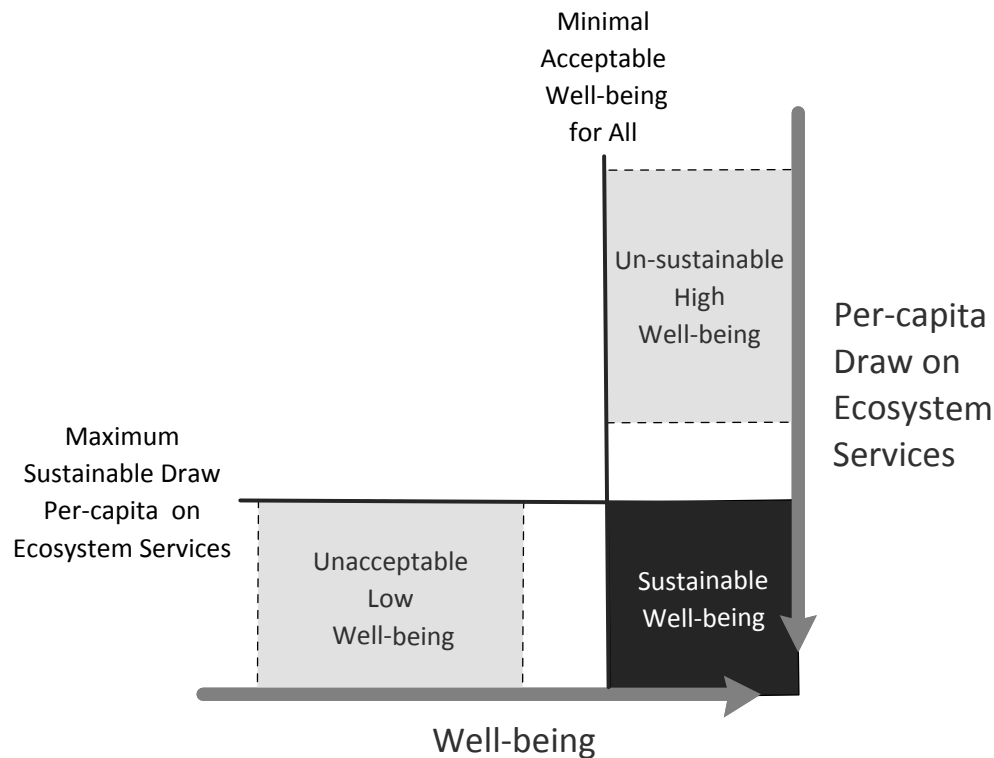 Minimal
Acceptable
Well-being
for All
Un-sustainable
High
Well-being
Per-capita
Draw on
Ecosystem
Services
Maximum
Sustainable Draw
Per-capita on
Ecosystem Services
Unacceptable
Low
Well-being
Sustainable
Well-being
Well-being